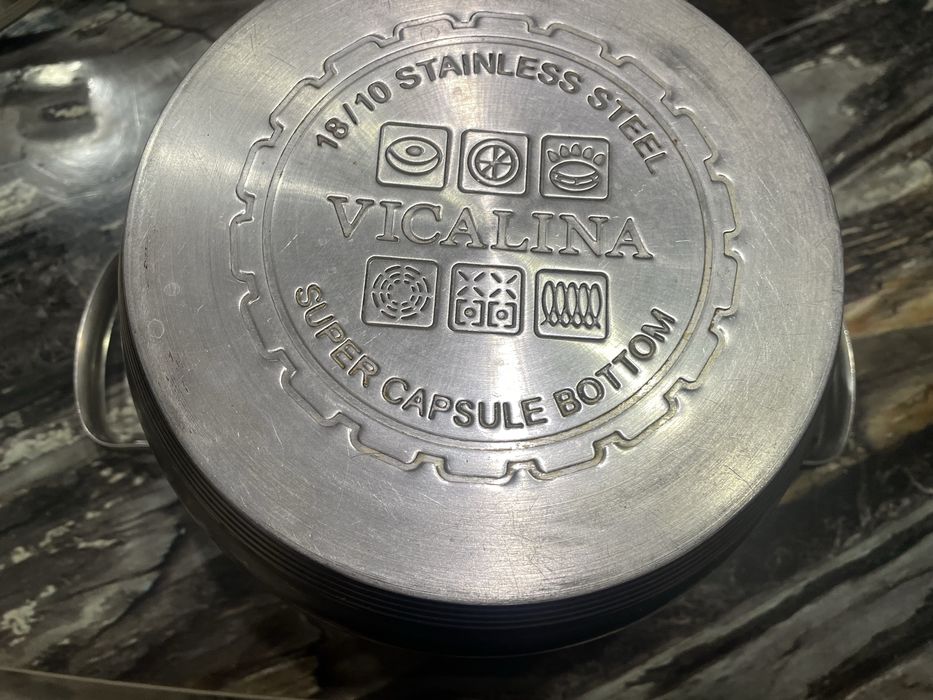 18/10 STAINLESS STEEL
VICALINA
SUPER CAPSULE BOTTOM